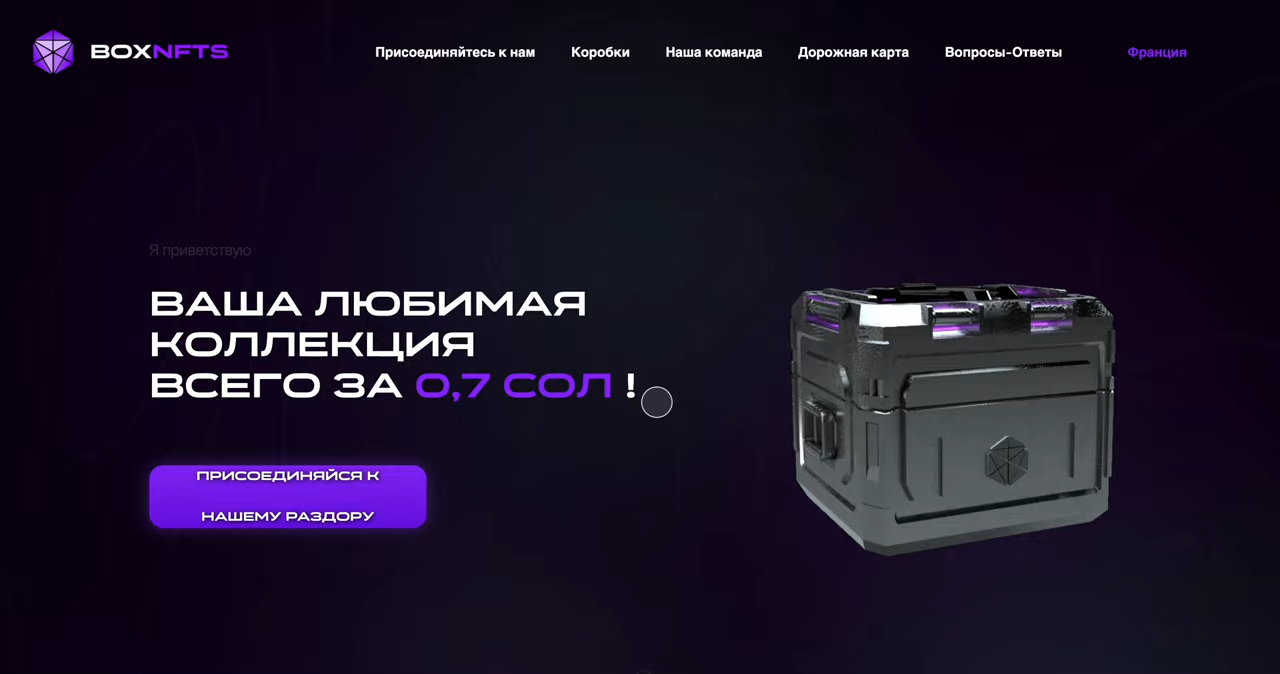 BOXNFTS
Присоединяйтесь к нам
Коробки
Наша команда
Дорожная карта
Вопросы-Ответы
Франция
Я приветствую
ВАША ЛЮБИМАЯ
КОЛЛЕКЦИЯ
ВСЕГО ЗА 0,7 СОЛ !
ПРИСОЕДИНЯЙСЯ К
НАШЕМУ РАЗДОРУ